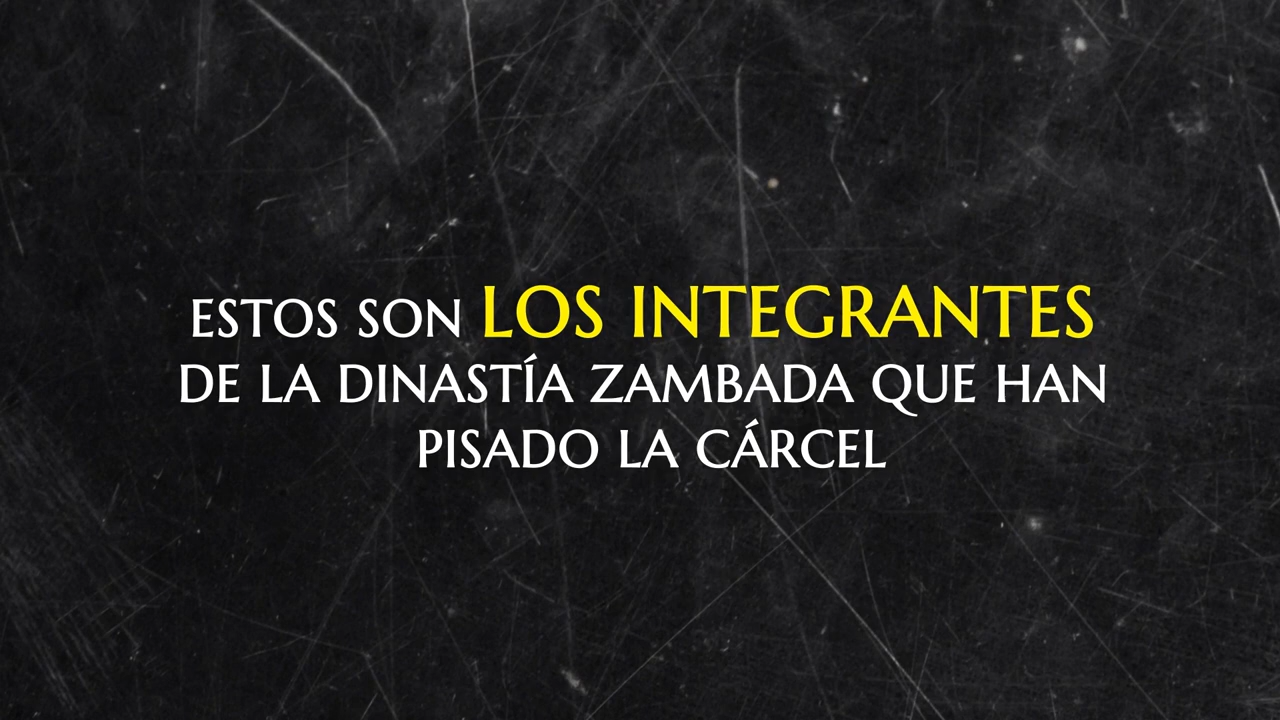 ESTOS SON LOS INTEGRANTES
DE LA DINASTÍA ZAMBADA QUE HAN
PISADO LA CÁRCEL